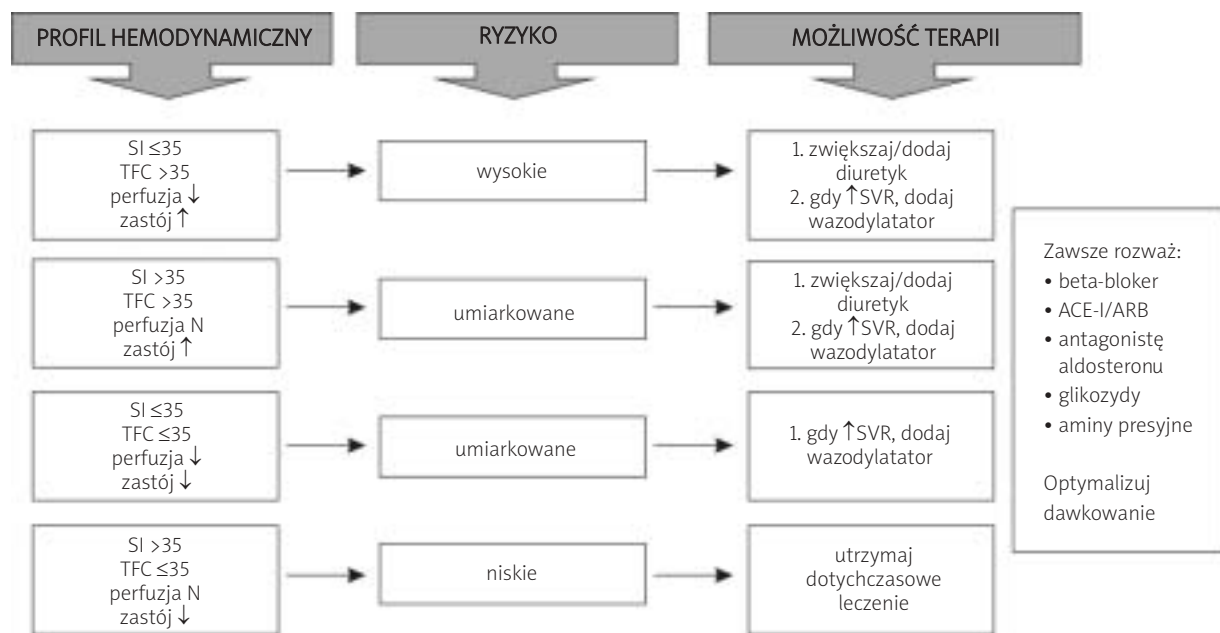 PROFIL HEMODYNAMICZNY
RYZYKO
MOŻLIWOŚĆ TERAPII
SI ≤35
TFC >35
perfuzja ↓
zastój ↑
wysokie
1. zwiększaj/dodaj
diuretyk
2. gdy ↑SVR, dodaj
wazodylatator
SI >35
TFC >35
perfuzja N
zastój ↑
umiarkowane
1. zwiększaj/dodaj
diuretyk
2. gdy ↑SVR, dodaj
wazodylatator
SI ≤35
TFC ≤35
perfuzja ↓
zastój ↓
umiarkowane
1. gdy ↑SVR, dodaj
wazodylatator
SI >35
TFC ≤35
perfuzja N
zastój ↓
niskie
utrzymaj
dotychczasowe
leczenie
Zawsze rozważ:
• beta-bloker
• ACE-I/ARB
• antagonistę
aldosteronu
• glikozydy
• aminy presyjne
Optymalizuj
dawkowanie